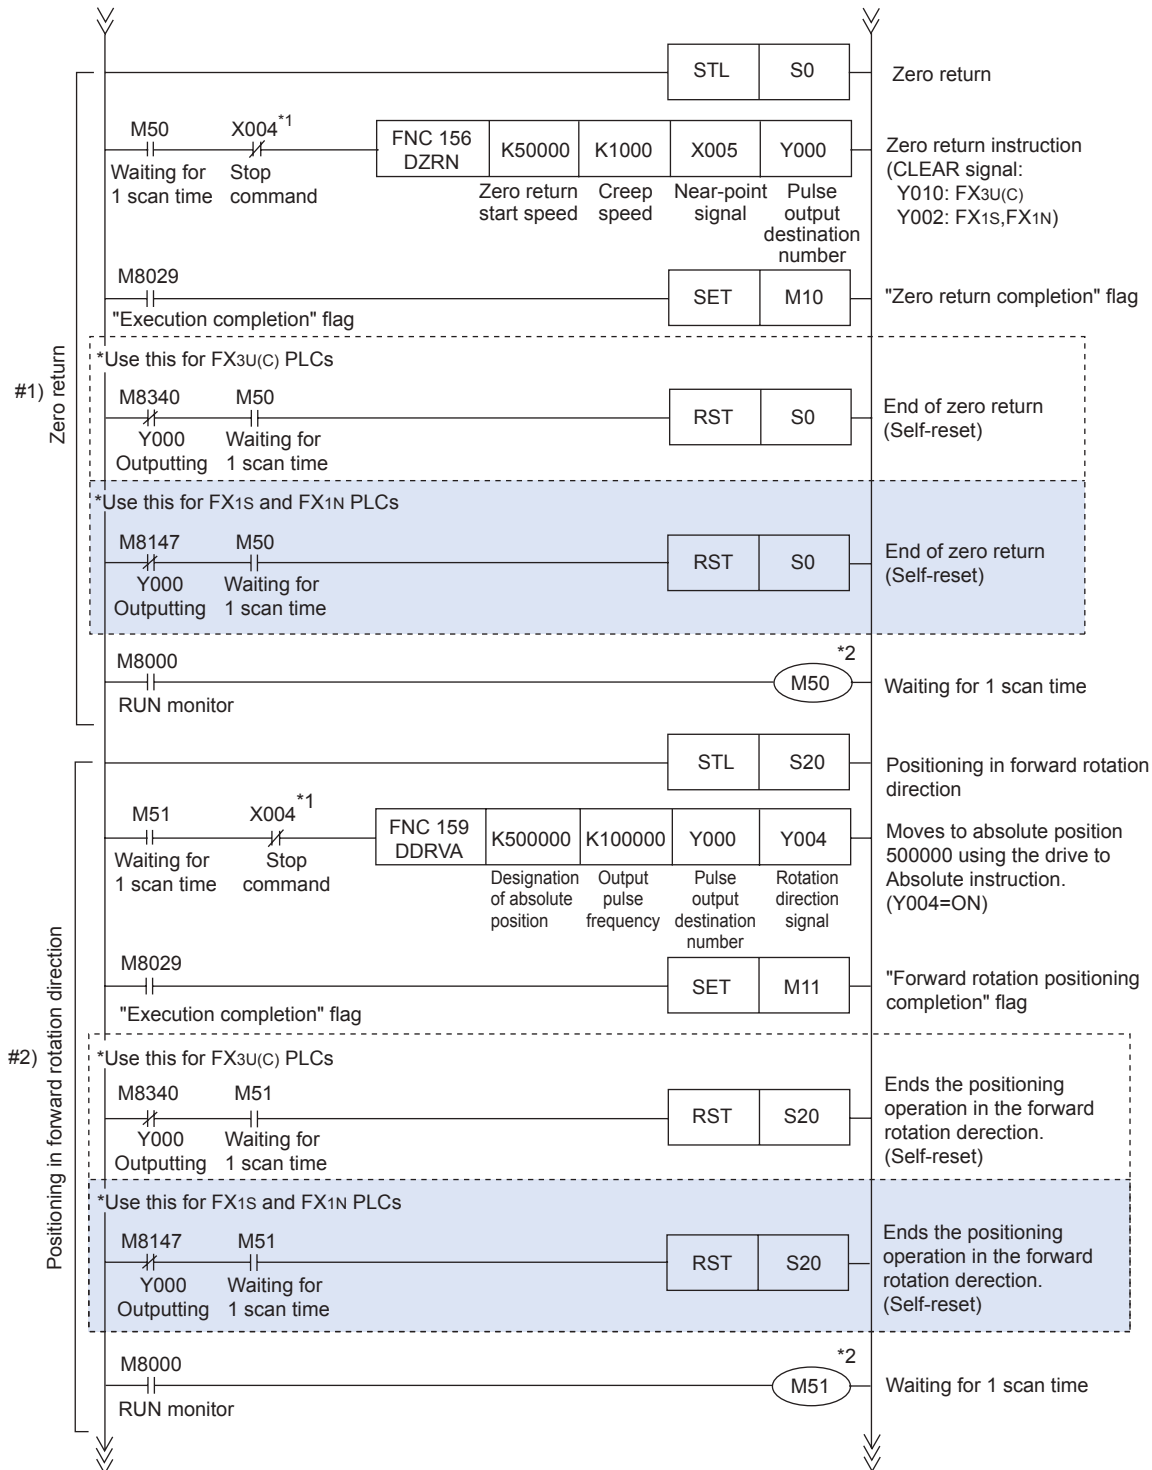 STL S0 Zero return
M50 X004*1
FNC 156 DZRN K50000 K1000 X005 Y000
Waiting for 1 scan time
Stop command
Zero return start speed
Creep speed
Near-point signal
Pulse output destination number
Zero return instruction
(CLEAR signal:
Y010: FX3U(C)
Y002: FX1S,FX1N)
M8029
"Execution completion" flag
SET M10 "Zero return completion" flag
#1) Zero return
*Use this for FX3U(C) PLCs
M8340 M50
Y000 Outputting
Waiting for 1 scan time
RST S0
End of zero return
(Self-reset)
*Use this for FX1S and FX1N PLCs
M8147 M50
Y000 Outputting
Waiting for 1 scan time
RST S0
End of zero return
(Self-reset)
M8000
RUN monitor
*2
M50 Waiting for 1 scan time
STL S20
Positioning in forward rotation
direction
M51 X004*1
FNC 159 DDRVA K500000 K100000 Y000 Y004
Waiting for 1 scan time
Stop command
Designation of absolute position
Output pulse frequency
Pulse output destination number
Rotation direction signal
Moves to absolute position
500000 using the drive to
Absolute instruction.
(Y004=ON)
M8029
"Execution completion" flag
SET M11
"Forward rotation positioning
completion" flag
#2) Positioning in forward rotation direction
*Use this for FX3U(C) PLCs
M8340 M51
Y000 Outputting
Waiting for 1 scan time
RST S20
Ends the positioning
operation in the forward
rotation derection.
(Self-reset)
*Use this for FX1S and FX1N PLCs
M8147 M51
Y000 Outputting
Waiting for 1 scan time
RST S20
Ends the positioning
operation in the forward
rotation derection.
(Self-reset)
M8000
RUN monitor
*2
M51 Waiting for 1 scan time